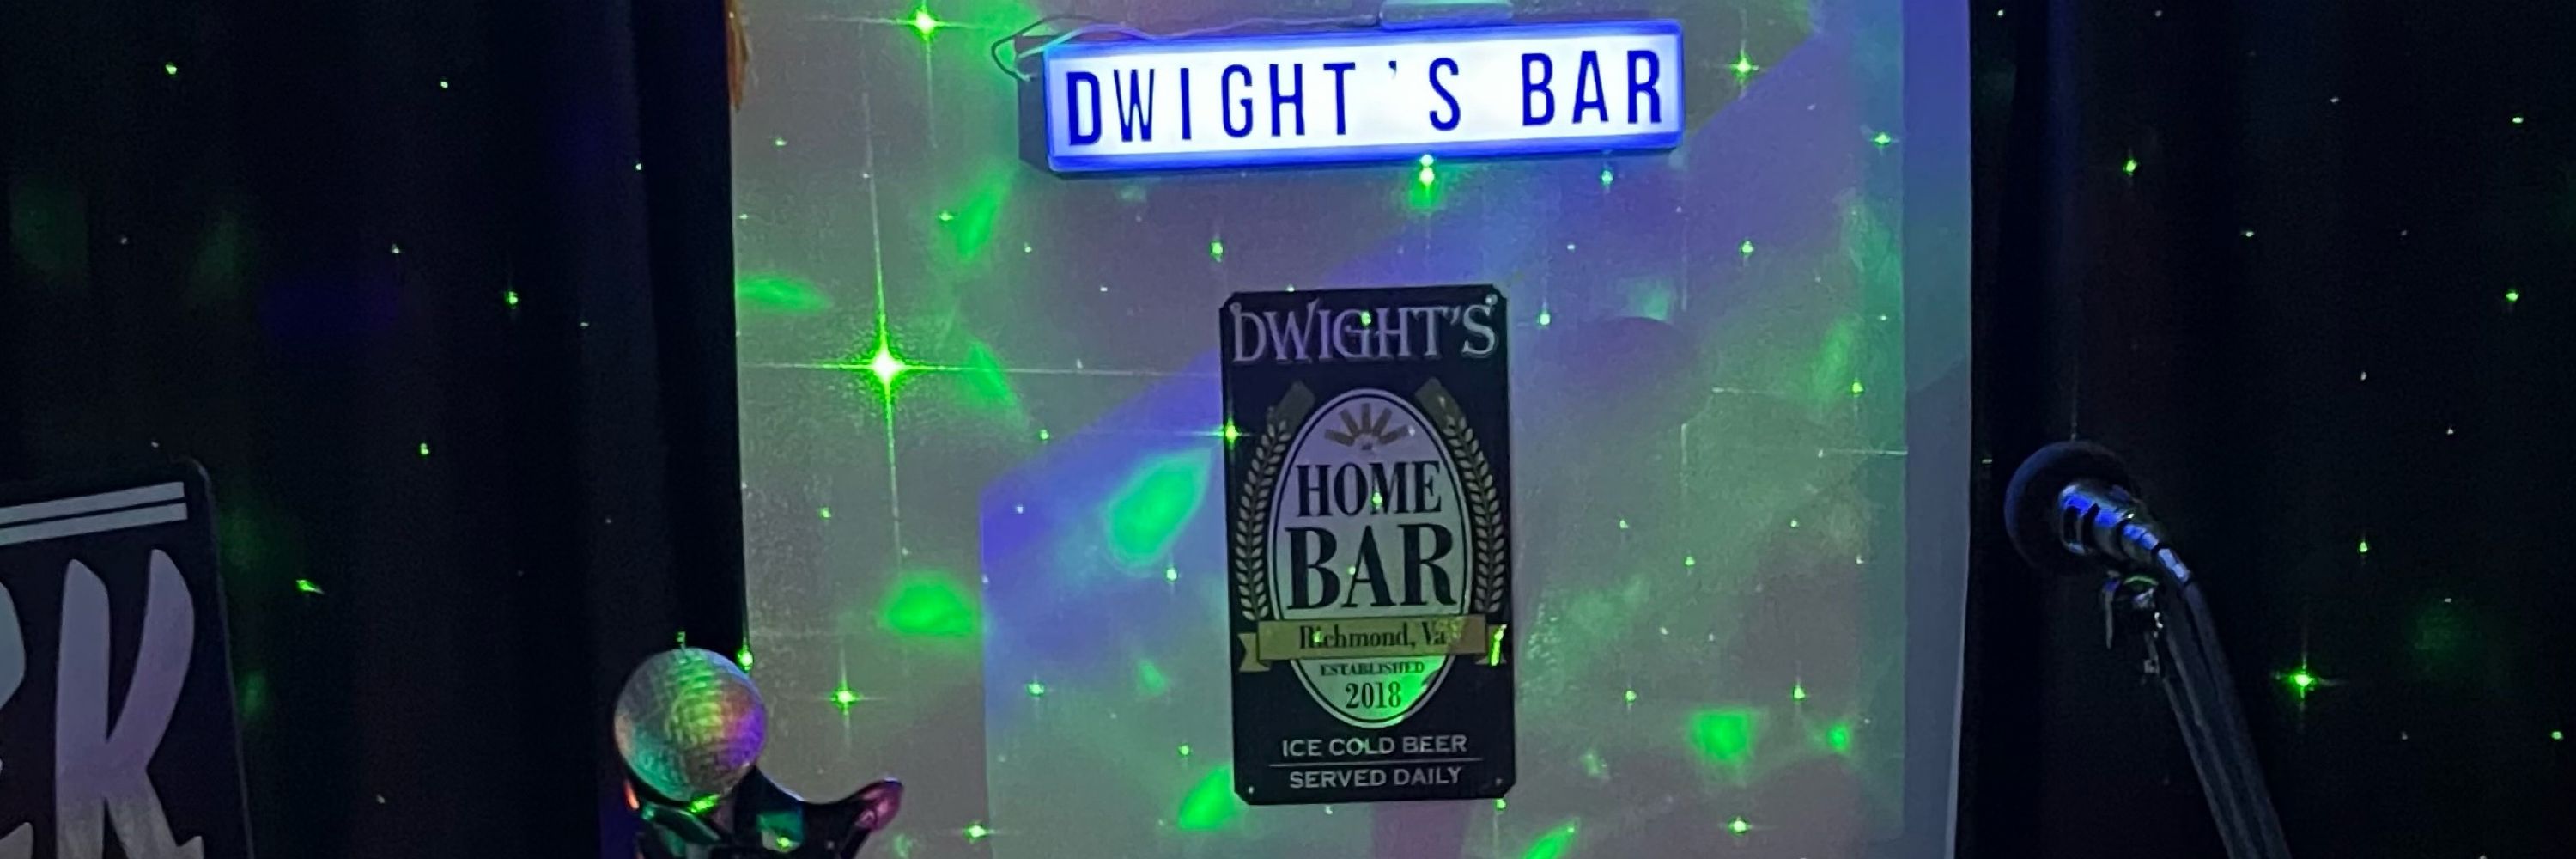 DWIGHT'S BAR
DWIGHT'S
HOME
BAR
Richmond, Va
ESTABLISHED
2018
ICE COLD BEER
SERVED DAILY